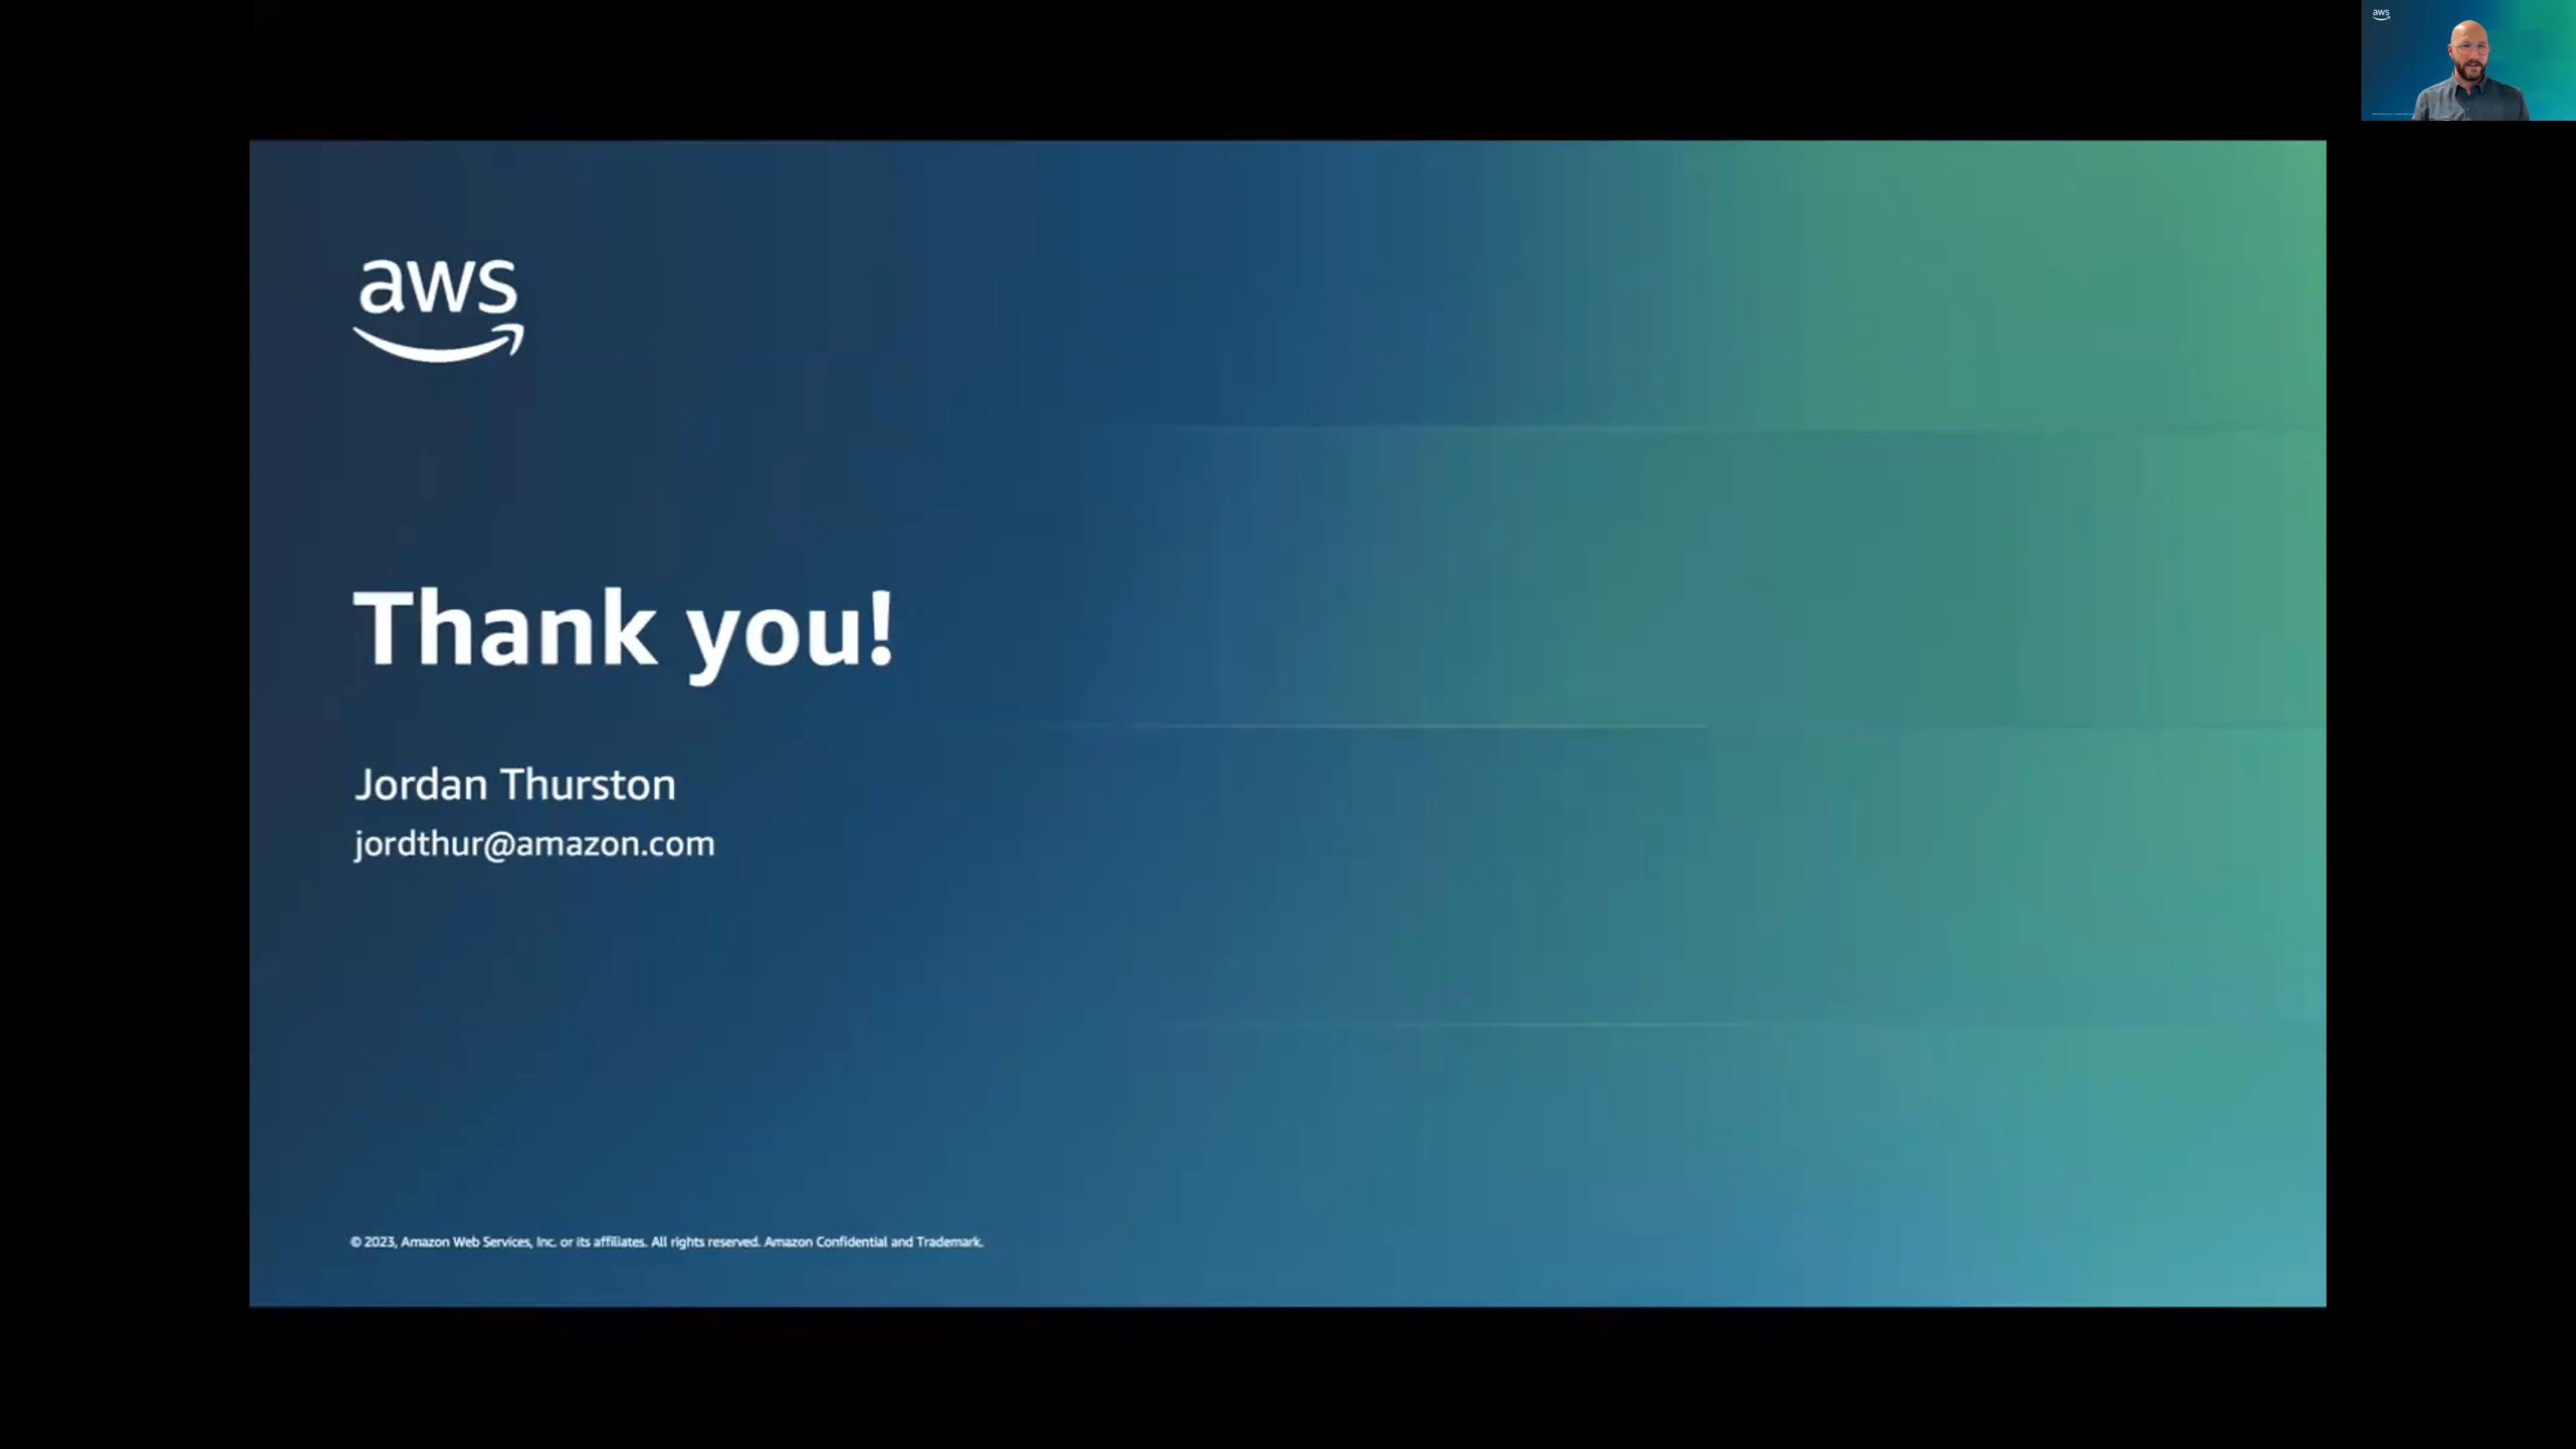 aws
aws
Thank you!
Jordan Thurston
jordthur@amazon.com
© 2023, Amazon Web Services, Inc. or its affiliates. All rights reserved. Amazon Confidential and Trademark.